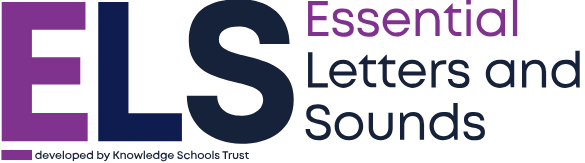 ELS
Essential
Letters and
Sounds
developed by Knowledge Schools Trust